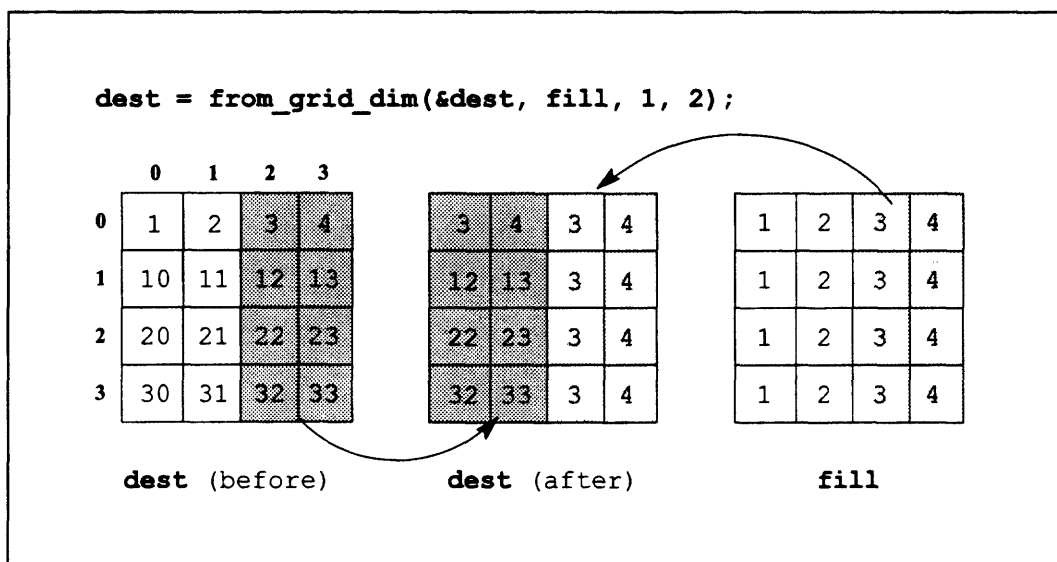 dest = from_grid_dim(&dest, fill, 1, 2);
0 1 2 3
0 1 2 3 4 3 4 3 4 1 2 3 4
1 10 11 12 13 12 13 3 4 1 2 3 4
2 20 21 22 23 22 23 3 4 1 2 3 4
3 30 31 32 33 32 33 3 4 1 2 3 4
dest (before) dest (after) fill